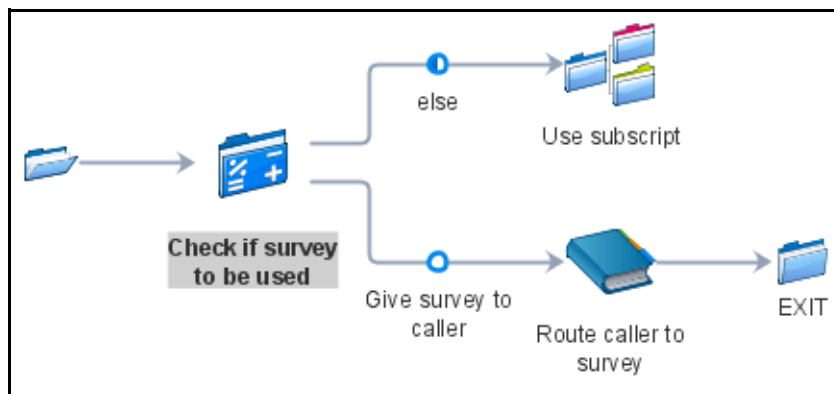 else
Use subscript
Check if survey
to be used
Give survey to
caller
Route caller to
survey
EXIT